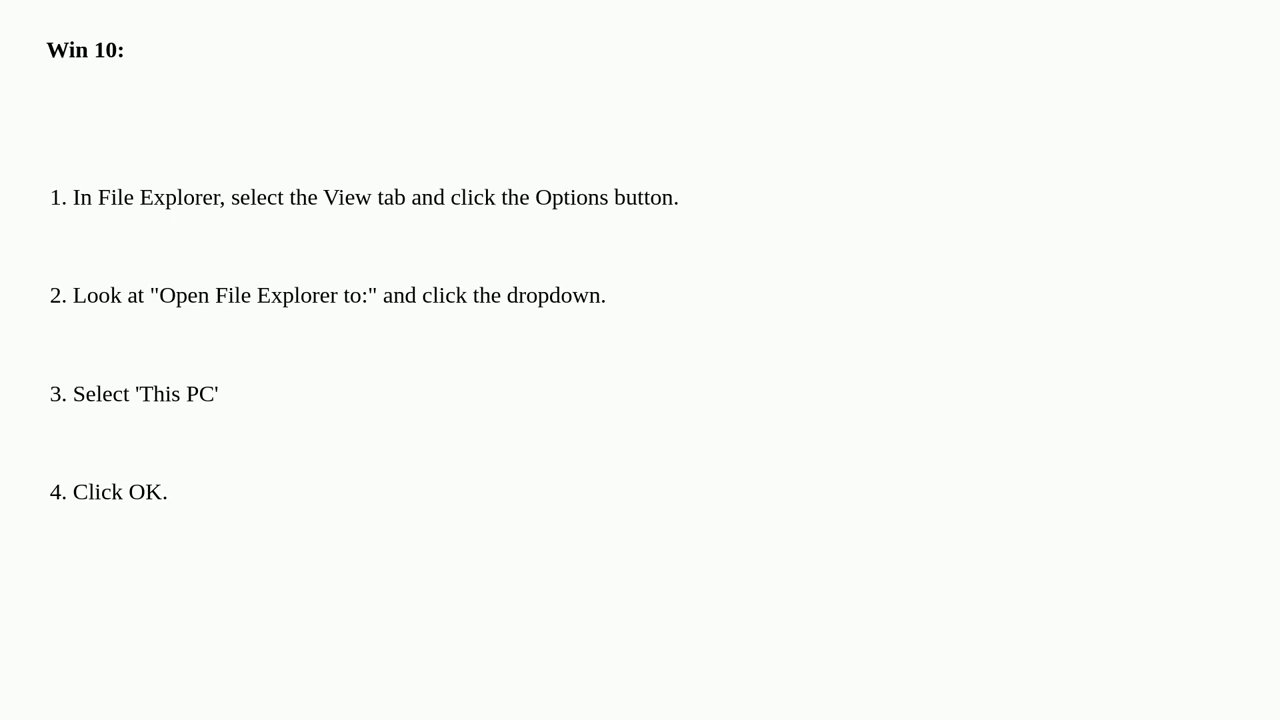 Win 10:
1. In File Explorer, select the View tab and click the Options button.
2. Look at "Open File Explorer to:" and click the dropdown.
3. Select 'This PC'
4. Click OK.